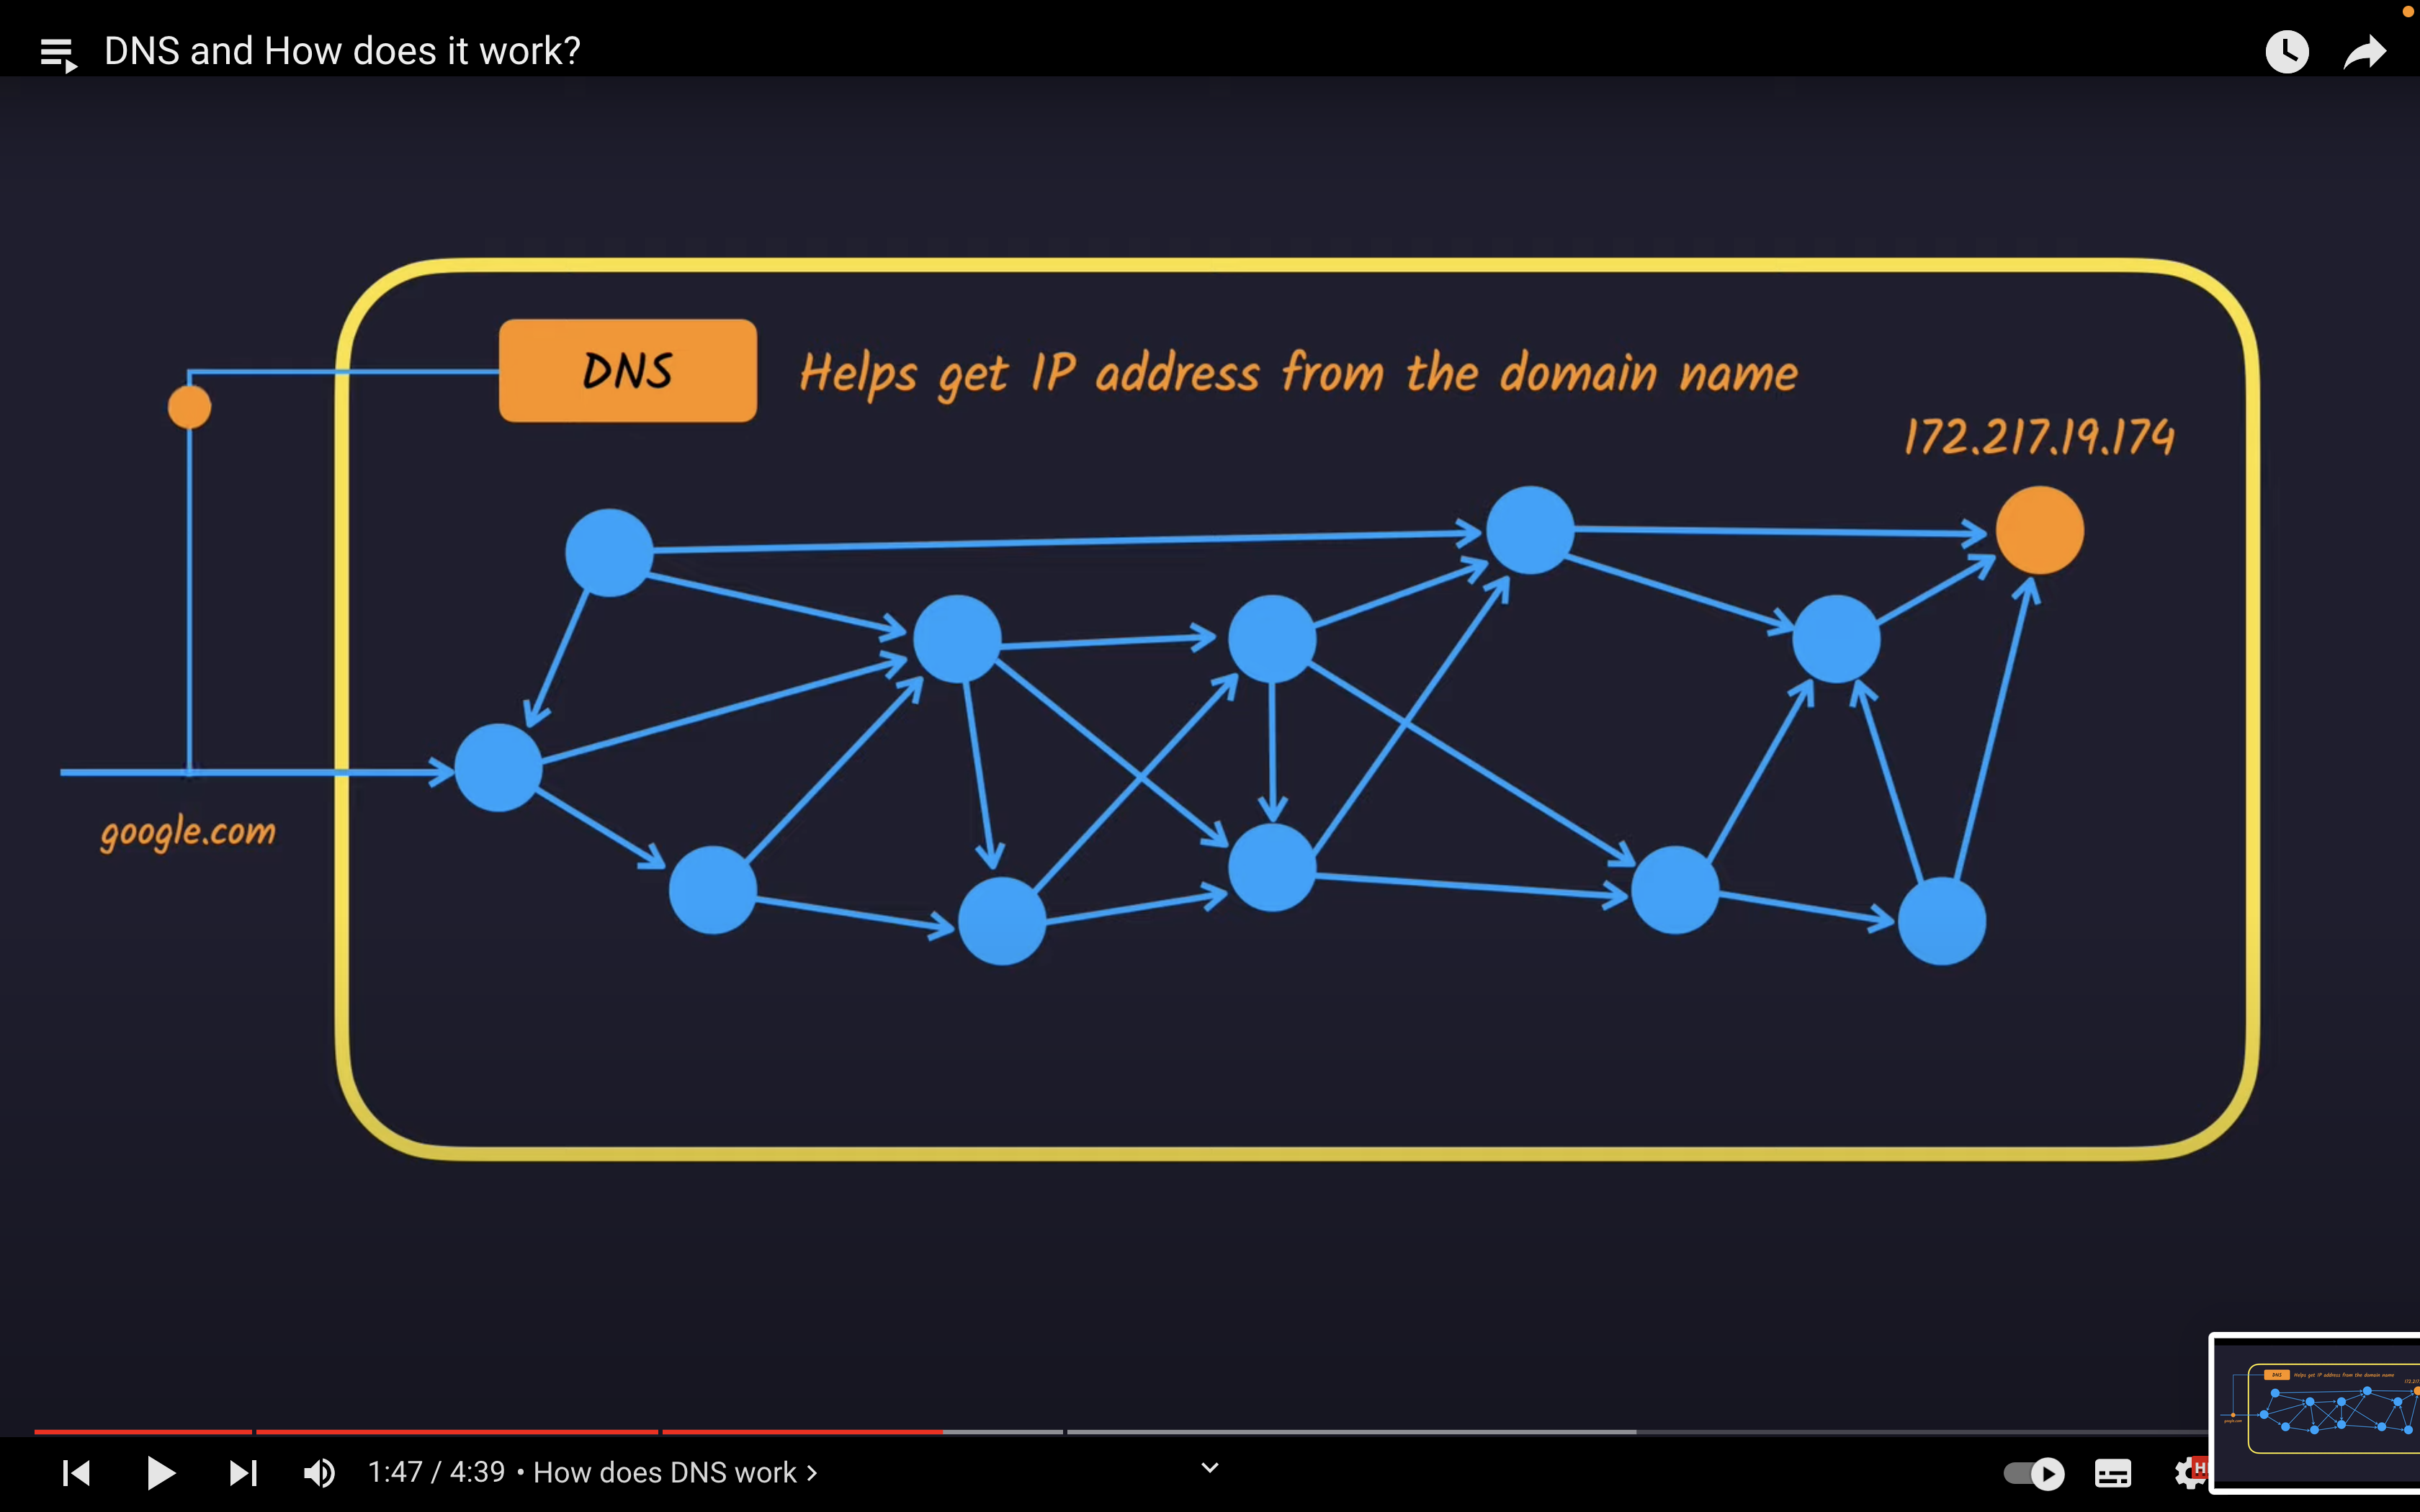 DNS and How does it work?
DNS
Helps get IP address from the domain name
172.217.19.174
google.com
1:47 / 4:39 • How does DNS work >